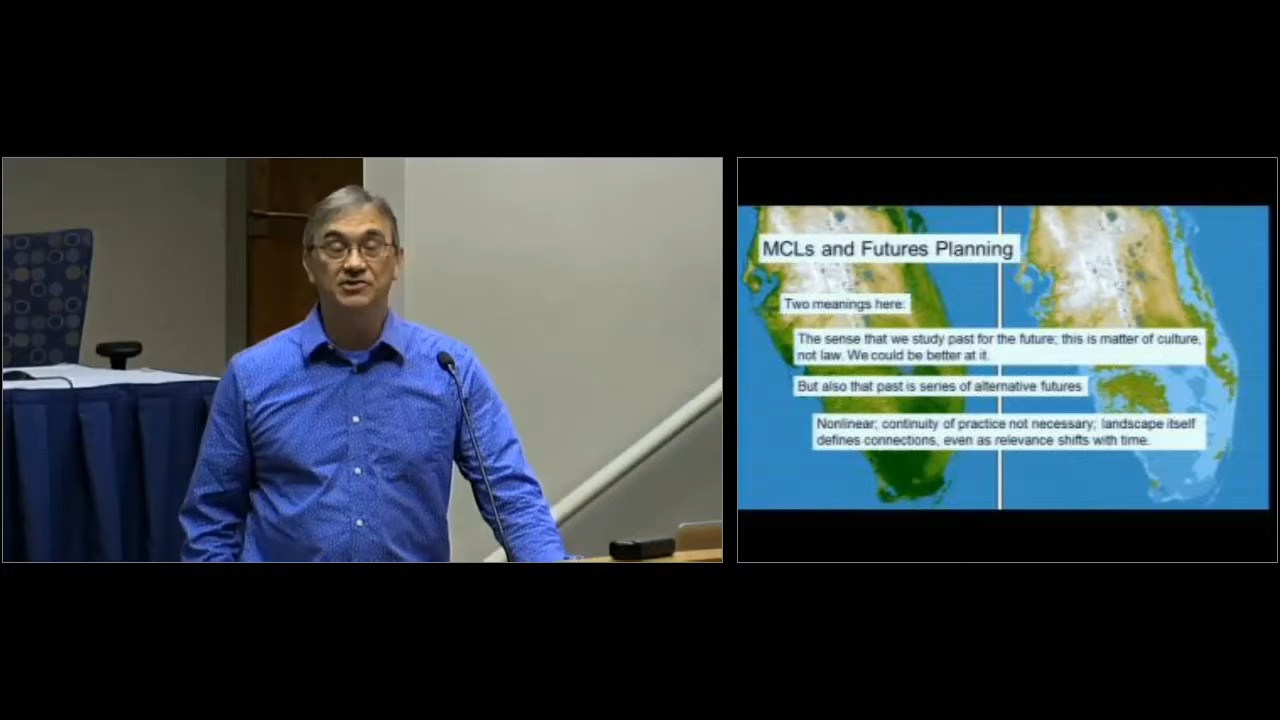 MCLs and Futures Planning
Two meanings here:
The sense that we study past for the future; this is matter of culture,
not law. We could be better at it.
But also that past is series of alternative futures
Nonlinear; continuity of practice not necessary; landscape itself
defines connections, even as relevance shifts with time.